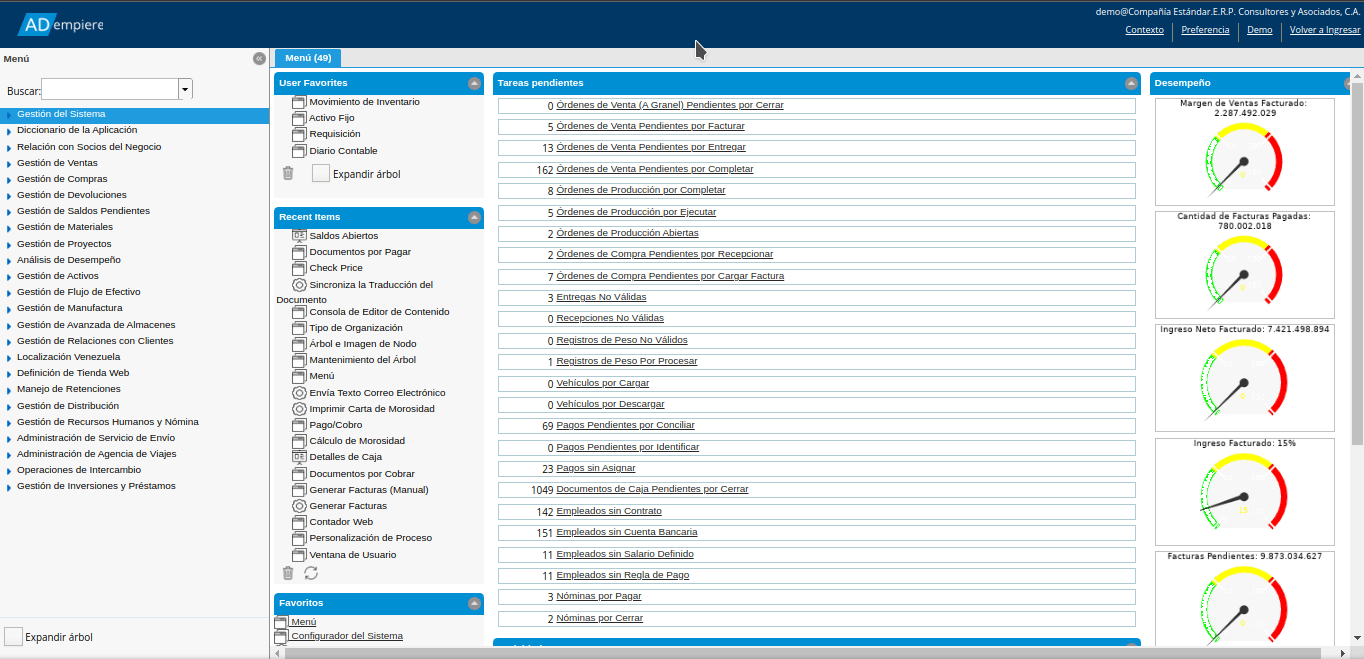 ADempiere
demo@Compañía Estándar.E.R.P. Consultores y Asociados, C.A.
Contexto
Preferencia
Demo
Volver a Ingresar
Menú
Buscar:
Gestión del Sistema
Diccionario de la Aplicación
Relación con Socios del Negocio
Gestión de Ventas
Gestión de Compras
Gestión de Devoluciones
Gestión de Saldos Pendientes
Gestión de Materiales
Gestión de Proyectos
Análisis de Desempeño
Gestión de Activos
Gestión de Flujo de Efectivo
Gestión de Manufactura
Gestión de Avanzada de Almacenes
Gestión de Relaciones con Clientes
Localización Venezuela
Definición de Tienda Web
Manejo de Retenciones
Gestión de Distribución
Gestión de Recursos Humanos y Nómina
Administración de Servicio de Envío
Administración de Agencia de Viajes
Operaciones de Intercambio
Gestión de Inversiones y Préstamos
Expandir árbol
Menú (49)
User Favorites
Movimiento de Inventario
Activo Fijo
Requisición
Diario Contable
Expandir árbol
Recent Items
Saldos Abiertos
Documentos por Pagar
Check Price
Sincroniza la Traducción del
Documento
Consola de Editor de Contenido
Tipo de Organización
Árbol e Imagen de Nodo
Mantenimiento del Árbol
Menú
Envía Texto Correo Electrónico
Imprimir Carta de Morosidad
Pago/Cobro
Cálculo de Morosidad
Detalles de Caja
Documentos por Cobrar
Generar Facturas (Manual)
Generar Facturas
Contador Web
Personalización de Proceso
Ventana de Usuario
Favoritos
Menú
Configurador del Sistema
Tareas pendientes
0 Órdenes de Venta (A Granel) Pendientes por Cerrar
5 Órdenes de Venta Pendientes por Facturar
13 Órdenes de Venta Pendientes por Entregar
162 Órdenes de Venta Pendientes por Completar
8 Órdenes de Producción por Completar
5 Órdenes de Producción por Ejecutar
2 Órdenes de Producción Abiertas
2 Órdenes de Compra Pendientes por Recepcionar
7 Órdenes de Compra Pendientes por Cargar Factura
3 Entregas No Válidas
0 Recepciones No Válidas
0 Registros de Peso No Válidos
1 Registros de Peso Por Procesar
0 Vehículos por Cargar
0 Vehículos por Descargar
69 Pagos Pendientes por Conciliar
0 Pagos Pendientes por Identificar
23 Pagos sin Asignar
1049 Documentos de Caja Pendientes por Cerrar
142 Empleados sin Contrato
151 Empleados sin Cuenta Bancaria
11 Empleados sin Salario Definido
11 Empleados sin Regla de Pago
3 Nóminas por Pagar
2 Nóminas por Cerrar
Desempeño
Margen de Ventas Facturado:
2.287.492.029
Cantidad de Facturas Pagadas:
780.002.018
Ingreso Neto Facturado: 7.421.498.894
Ingreso Facturado: 15%
15
Facturas Pendientes: 9.873.034.627